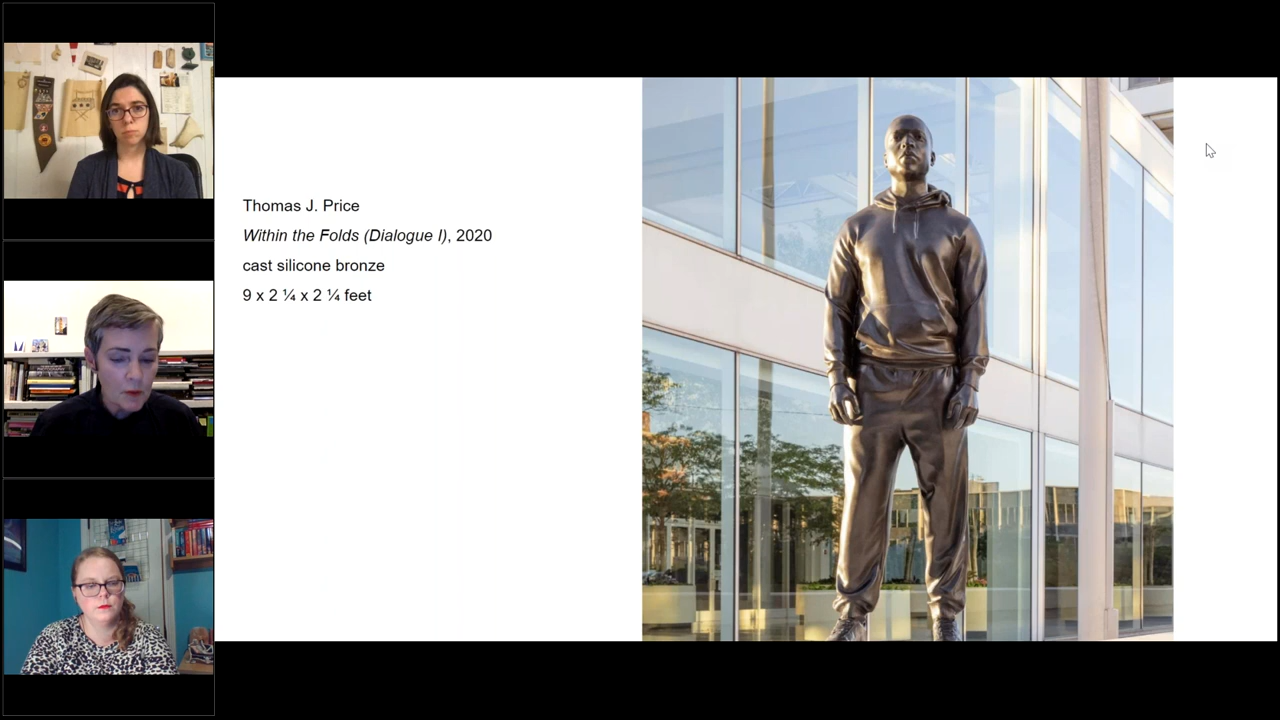 Thomas J. Price
Within the Folds (Dialogue I), 2020
cast silicone bronze
9 x 2 ¼ x 2 ¼ feet